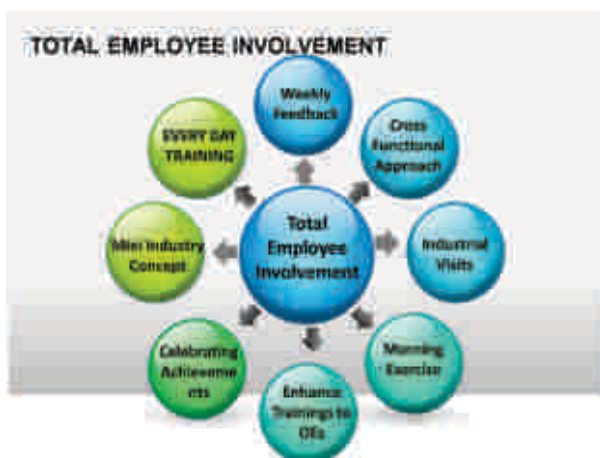 TOTAL EMPLOYEE INVOLVEMENT
Weekly
Feedback
Cross
Functional
Approach
Industrial
Visits
Morning
Exercise
Enhance
Trainings to
OEs
Celebrating
Achieveme
nts
Mini Industry
Concept
EVERY DAY
TRAINING
Total
Employee
Involvement